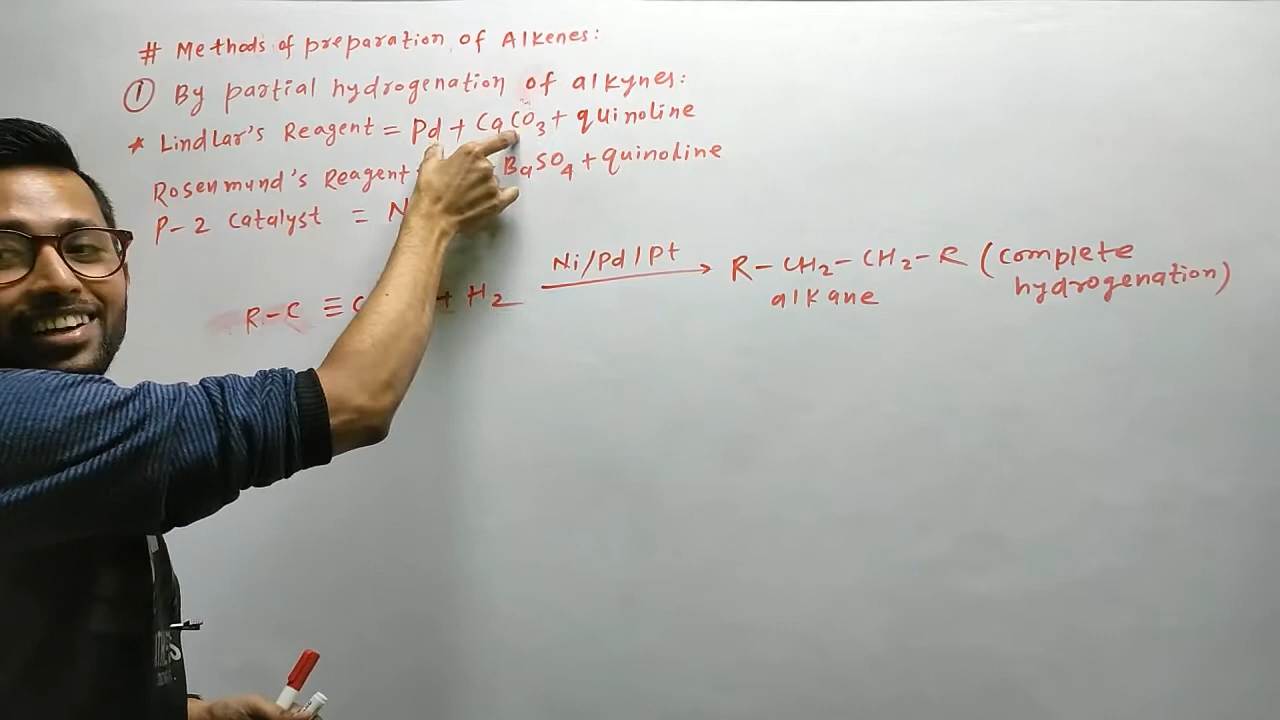 # Methods of preparation of Alkenes:
① By partial hydrogenation of alkynes:
* Lindlar's Reagent = Pd + CaCO3 + quinoline
Rosenmund's Reagent BaSO4 + quinoline
P-2 catalyst = N
R-C ≡ C + H2 Ni/Pd/Pt → R-CH2-CH2-R (complete hydrogenation)
alkane